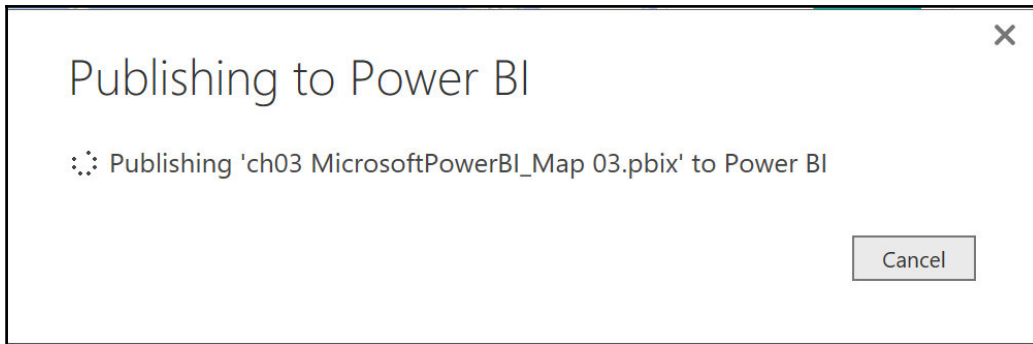 Publishing to Power BI
Publishing 'ch03 MicrosoftPowerBI_Map 03.pbix' to Power BI
Cancel